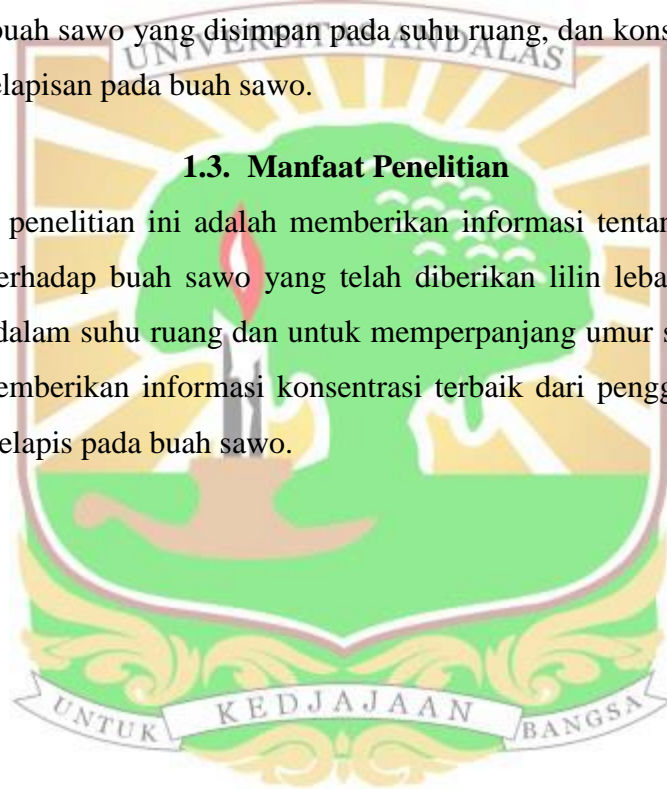 buah sawo yang disimpan pada suhu ruang, dan kons
UNIVERSITAS ANDALAS
elapisan pada buah sawo.
1.3. Manfaat Penelitian
penelitian ini adalah memberikan informasi tentan
erhadap buah sawo yang telah diberikan lilin leba
dalam suhu ruang dan untuk memperpanjang umur s
emberikan informasi konsentrasi terbaik dari pengg
elapis pada buah sawo.
UNTUK KEDJAJAAN BANGSA